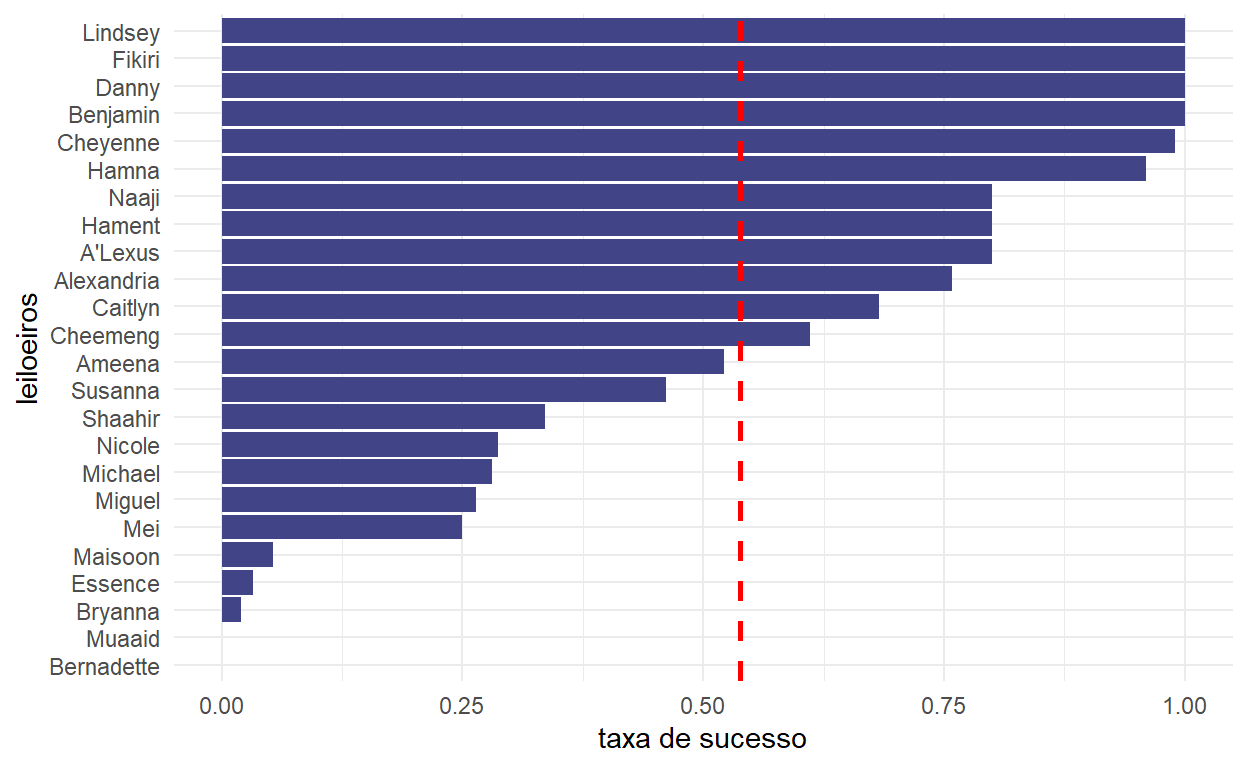 Lindsey
Fikiri
Danny
Benjamin
Cheyenne
Hamna
Naaji
Hament
A'Lexus
Alexandria
Caitlyn
Cheemeng
Ameena
Susanna
Shaahir
Nicole
Michael
Miguel
Mei
Maisoon
Essence
Bryanna
Muaaid
Bernadette
leiloeiros
0.00 0.25 0.50 0.75 1.00
taxa de sucesso